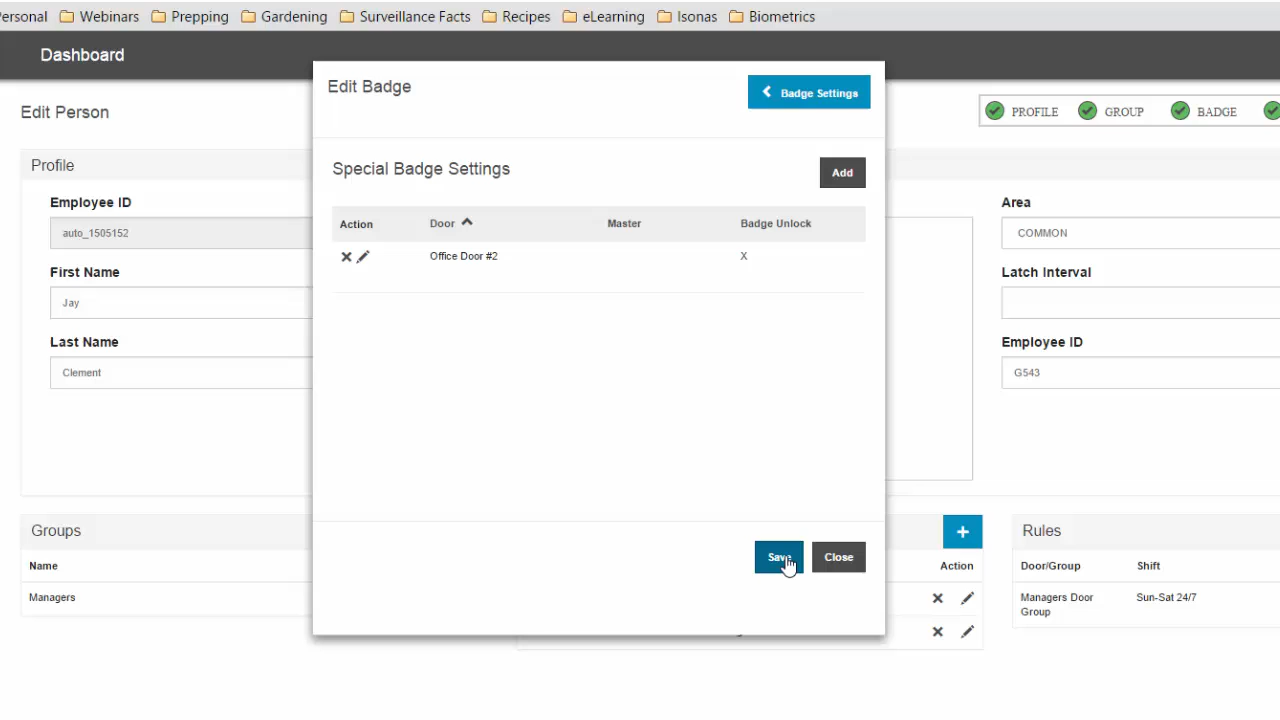 ersonal Webinars Prepping Gardening Surveillance Facts Recipes eLearning Isonas Biometrics
Dashboard
Edit Person
PROFILE GROUP BADGE
Profile
Employee ID
auto_1505152
First Name
Jay
Last Name
Clement
Edit Badge
Badge Settings
Special Badge Settings
Add
Action Door Master Badge Unlock
Office Door #2 X
Save Close
Area
COMMON
Latch Interval
Employee ID
G543
Groups
Name
Managers
+
Action
Rules
Door/Group Shift
Managers Door Sun-Sat 24/7
Group